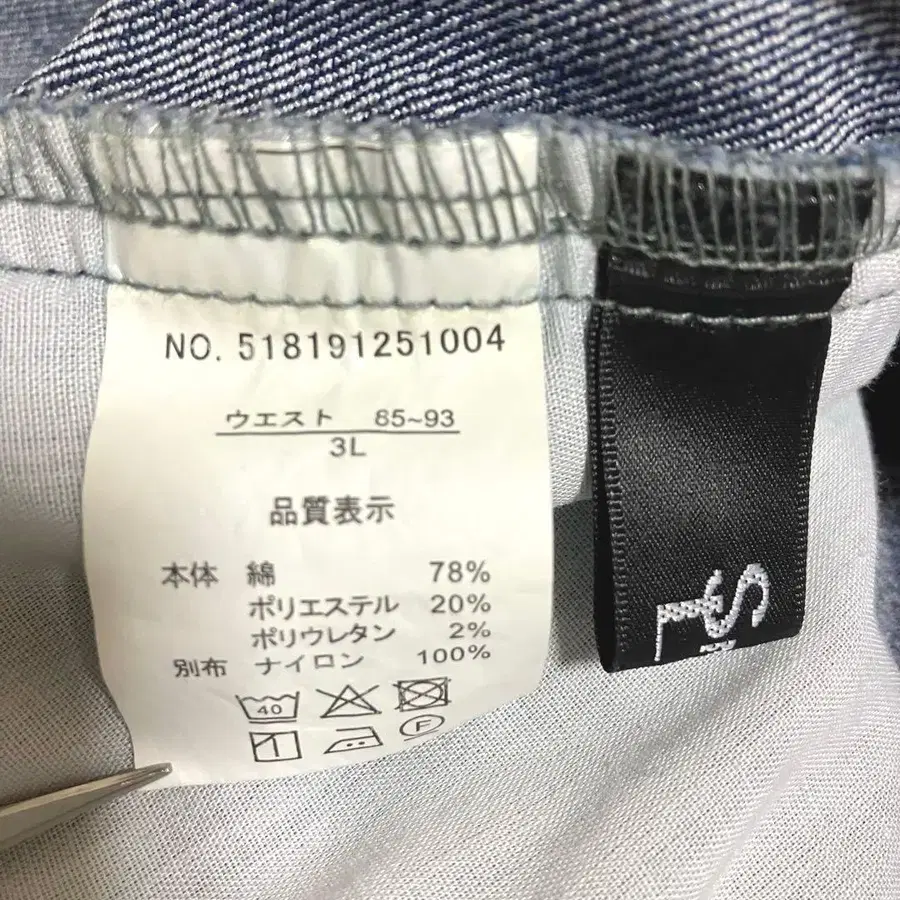 NO. 518191251004
ウエスト 85~93
3L
品質表示
本体 綿 78%
ポリエステル 20%
ポリウレタン 2%
別布 ナイロン 100%
40
F